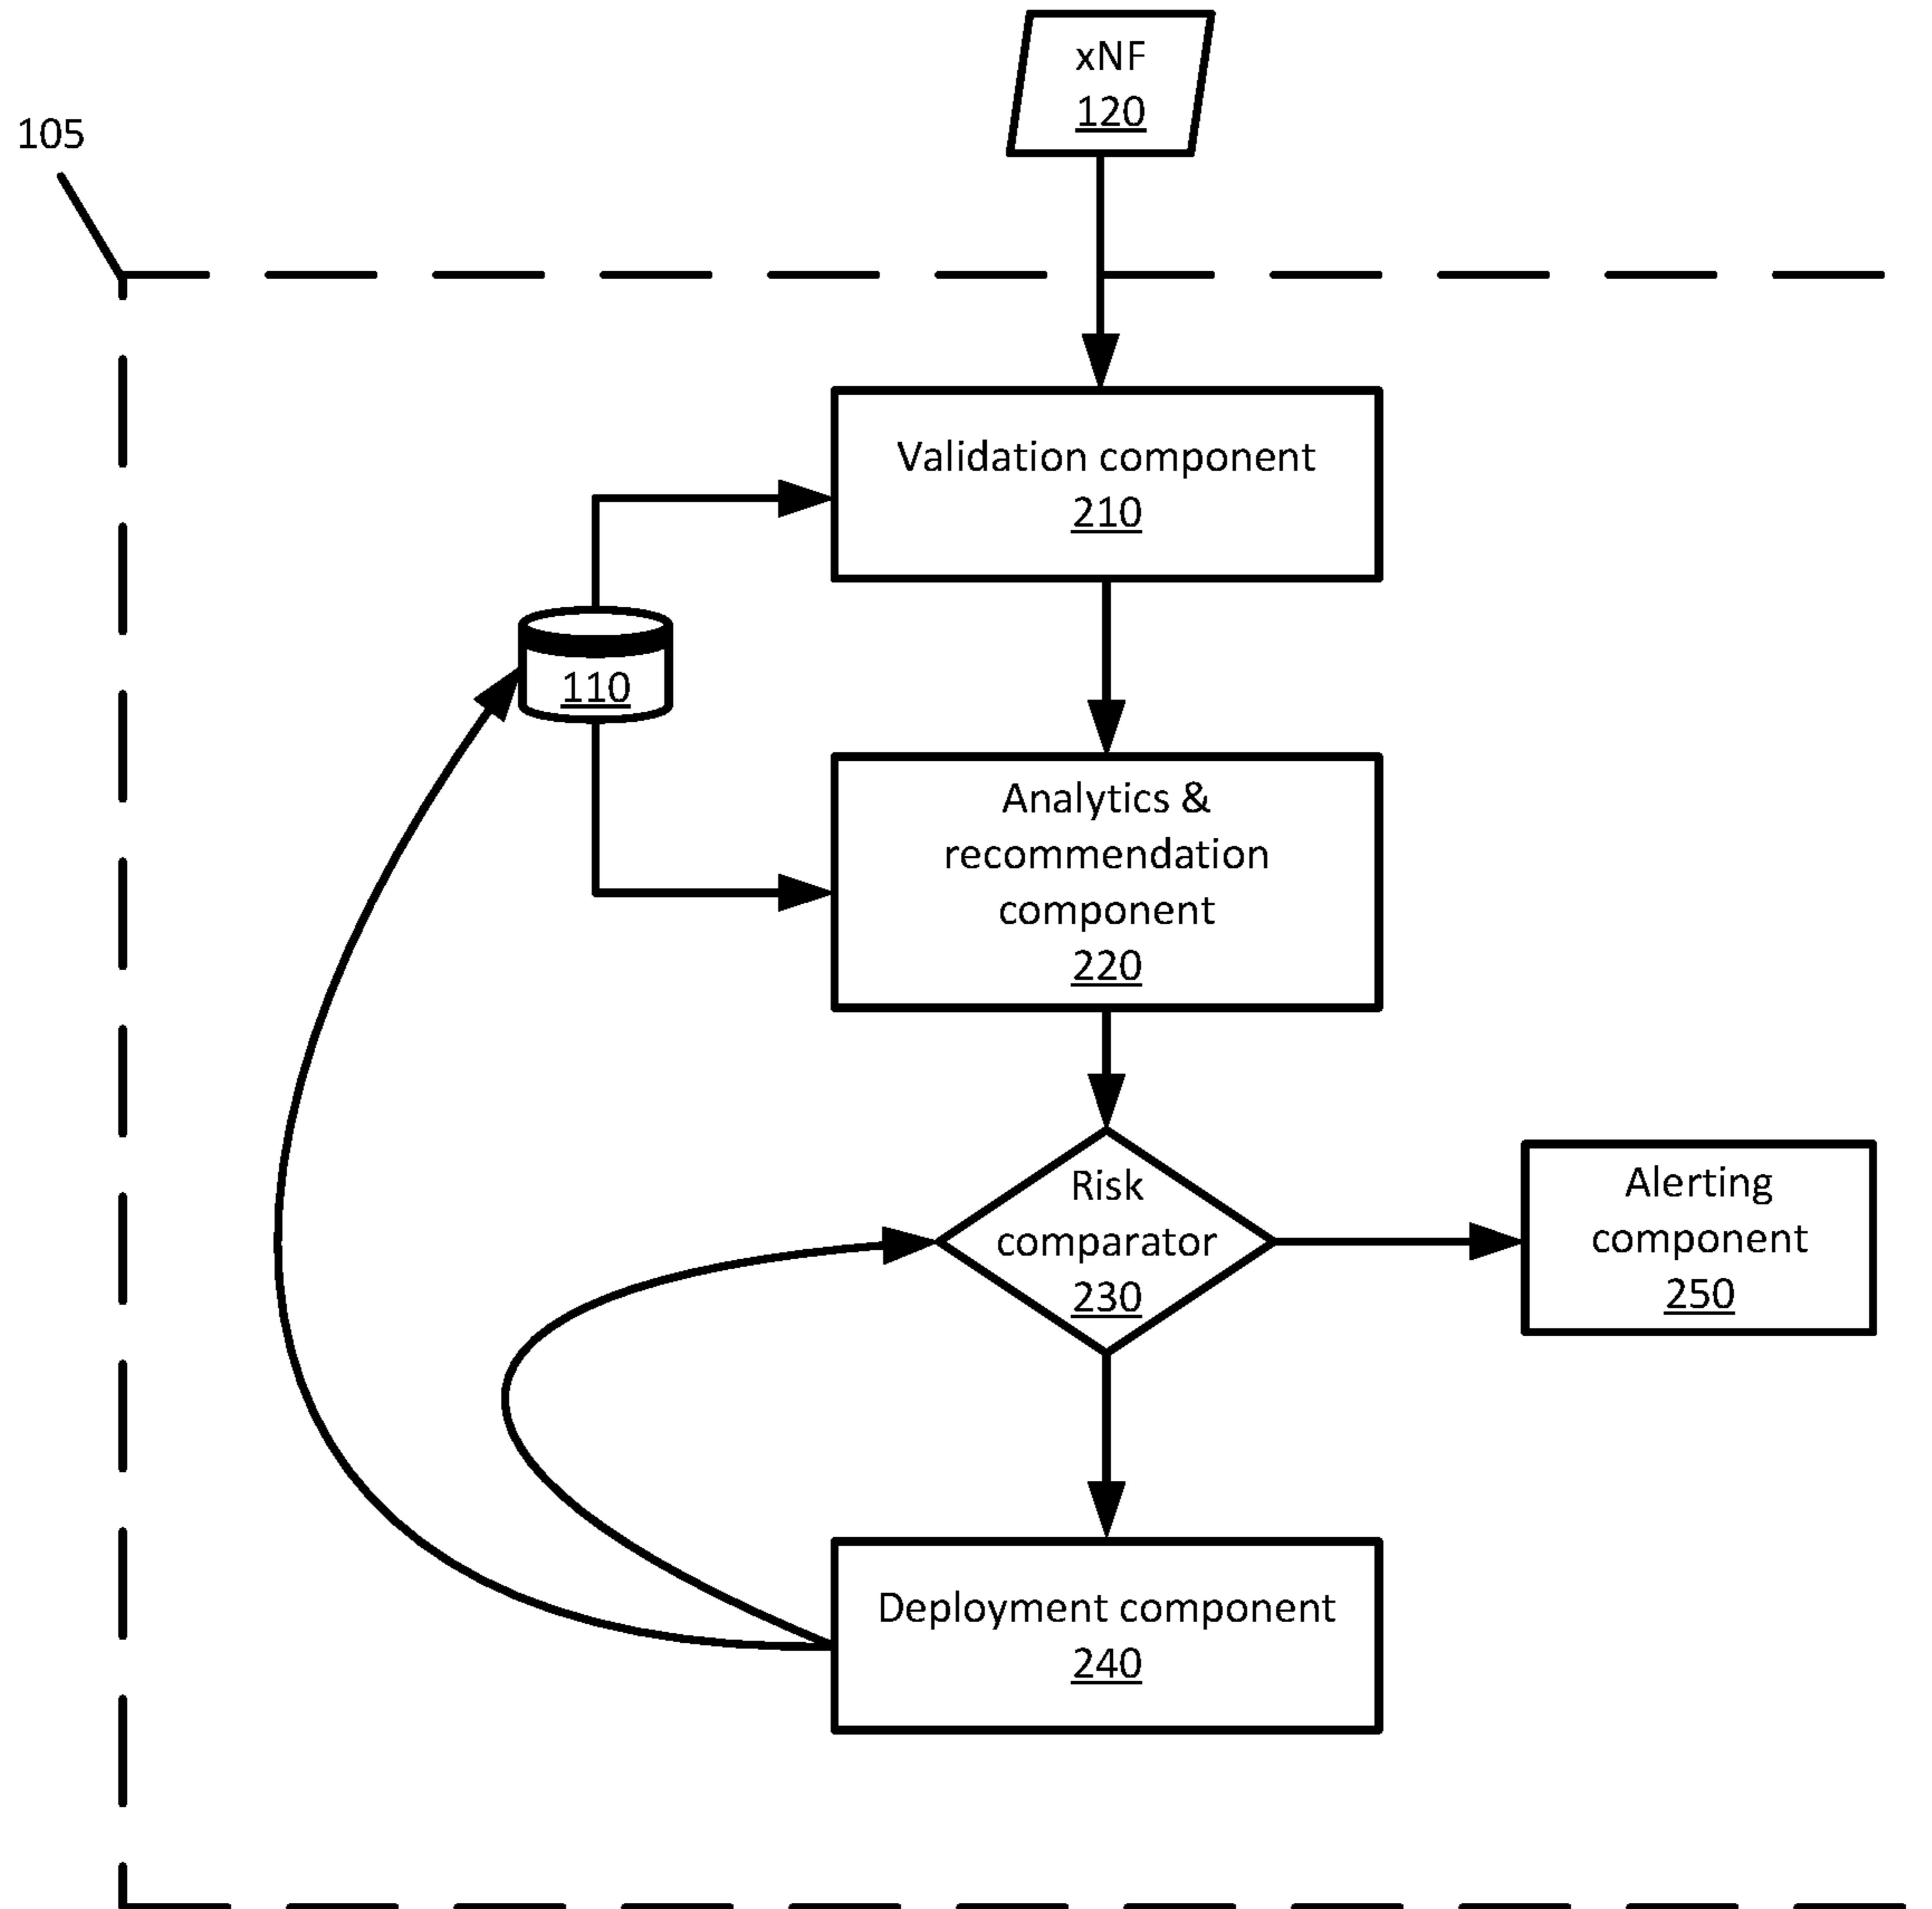 xNF
120
105
Validation component
210
110
Analytics &
recommendation
component
220
Risk
comparator
230
Alerting
component
250
Deployment component
240